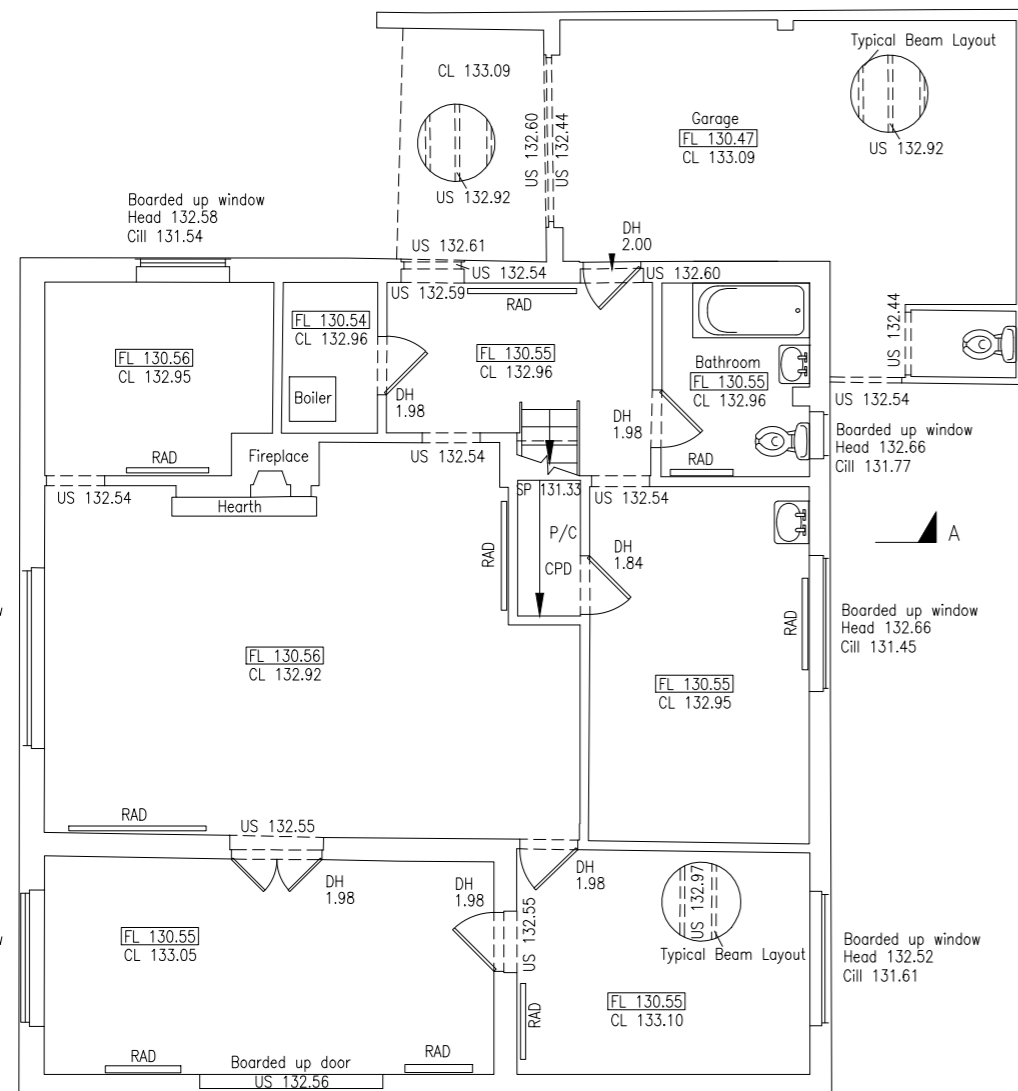 Typical Beam Layout
CL 133.09
US 132.60
US 132.44
Garage
FL 130.47
CL 133.09
US 132.92
US 132.92
Boarded up window
Head 132.58
Cill 131.54
DH
2.00
US 132.61
US 132.54
US 132.60
US 132.59
RAD
FL 130.54
CL 132.96
US 132.44
FL 130.56
CL 132.95
FL 130.55
CL 132.96
Bathroom
FL 130.55
CL 132.96
Boiler
DH
1.98
US 132.54
DH
1.98
Boarded up window
Head 132.66
Cill 131.77
RAD
Fireplace
US 132.54
RAD
US 132.54
Hearth
SP 131.33
US 132.54
P/C
CPD
RAD
DH
1.84
A
RAD
Boarded up window
Head 132.66
Cill 131.45
FL 130.56
CL 132.92
FL 130.55
CL 132.95
RAD
US 132.55
DH
1.98
DH
1.98
DH
1.98
US 132.97
US 132.55
FL 130.55
CL 133.05
Typical Beam Layout
Boarded up window
Head 132.52
Cill 131.61
FL 130.55
CL 133.10
RAD
RAD
Boarded up door
RAD
US 132.56